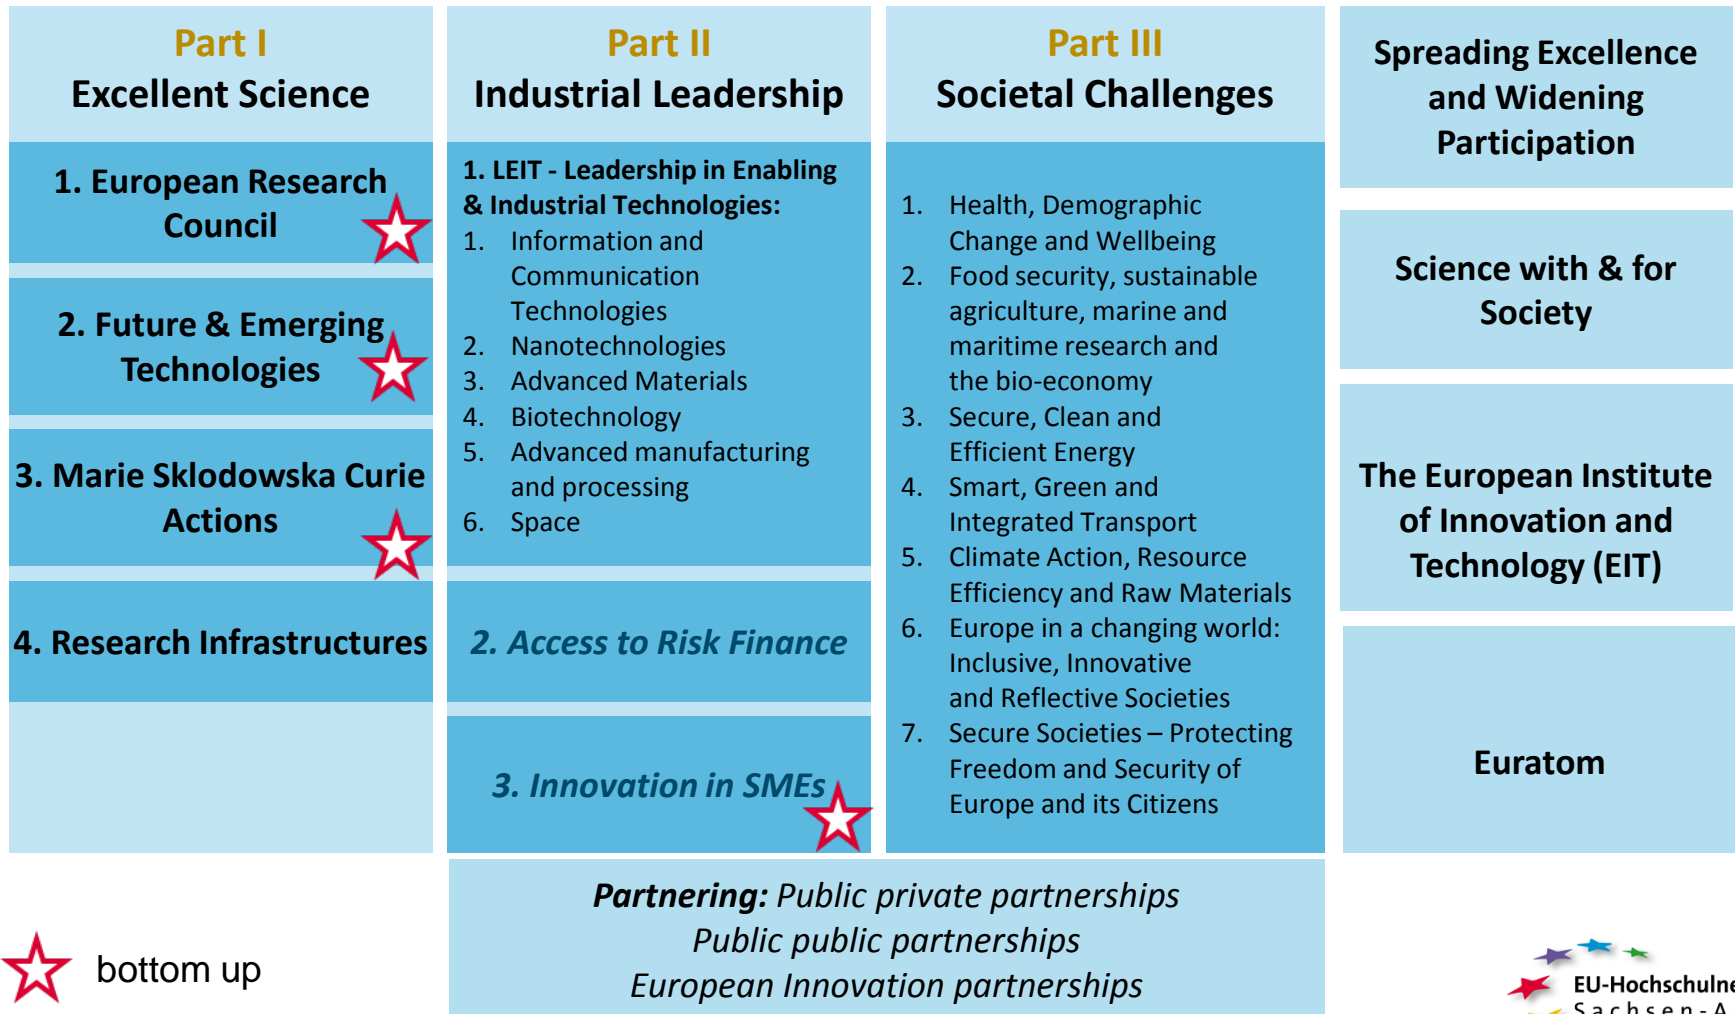 Part I
Excellent Science
1. European Research
Council
2. Future & Emerging
Technologies
3. Marie Sklodowska Curie
Actions
4. Research Infrastructures
Part II
Industrial Leadership
1. LEIT - Leadership in Enabling
& Industrial Technologies:
1. Information and
Communication
Technologies
2. Nanotechnologies
3. Advanced Materials
4. Biotechnology
5. Advanced manufacturing
and processing
6. Space
2. Access to Risk Finance
3. Innovation in SMEs
Part III
Societal Challenges
1. Health, Demographic
Change and Wellbeing
2. Food security, sustainable
agriculture, marine and
maritime research and
the bio-economy
3. Secure, Clean and
Efficient Energy
4. Smart, Green and
Integrated Transport
5. Climate Action, Resource
Efficiency and Raw Materials
6. Europe in a changing world:
Inclusive, Innovative
and Reflective Societies
7. Secure Societies – Protecting
Freedom and Security of
Europe and its Citizens
Spreading Excellence
and Widening
Participation
Science with & for
Society
The European Institute
of Innovation and
Technology (EIT)
Euratom
Partnering: Public private partnerships
Public public partnerships
European Innovation partnerships
bottom up
EU-Hochschulne
Sachsen-A